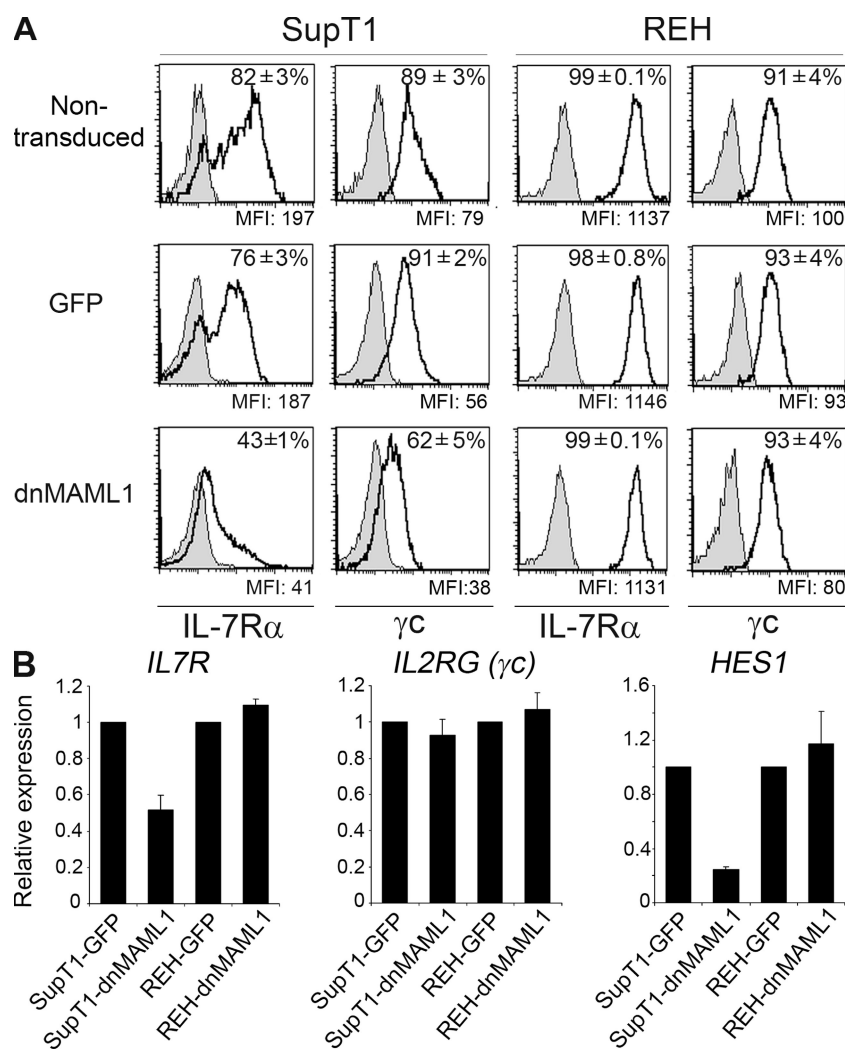 A SupT1 REH
Non-transduced
82±3% 89±3% 99±0.1% 91±4%
MFI: 197 MFI: 79 MFI: 1137 MFI: 100
GFP
76±3% 91±2% 98±0.8% 93±4%
MFI: 187 MFI: 56 MFI: 1146 MFI: 93
dnMAML1
43±1% 62±5% 99±0.1% 93±4%
MFI: 41 MFI:38 MFI: 1131 MFI: 80
IL-7Rα γc IL-7Rα γc
B IL7R IL2RG (γc) HES1
Relative expression
1.2
1
0.8
0.6
0.4
0.2
0
SupT1-GFP
SupT1-dnMAML1
REH-GFP
REH-dnMAML1
1.2
1
0.8
0.6
0.4
0.2
0
SupT1-GFP
SupT1-dnMAML1
REH-GFP
REH-dnMAML1
1.6
1.2
0.8
0.4
0
SupT1-GFP
SupT1-dnMAML1
REH-GFP
REH-dnMAML1